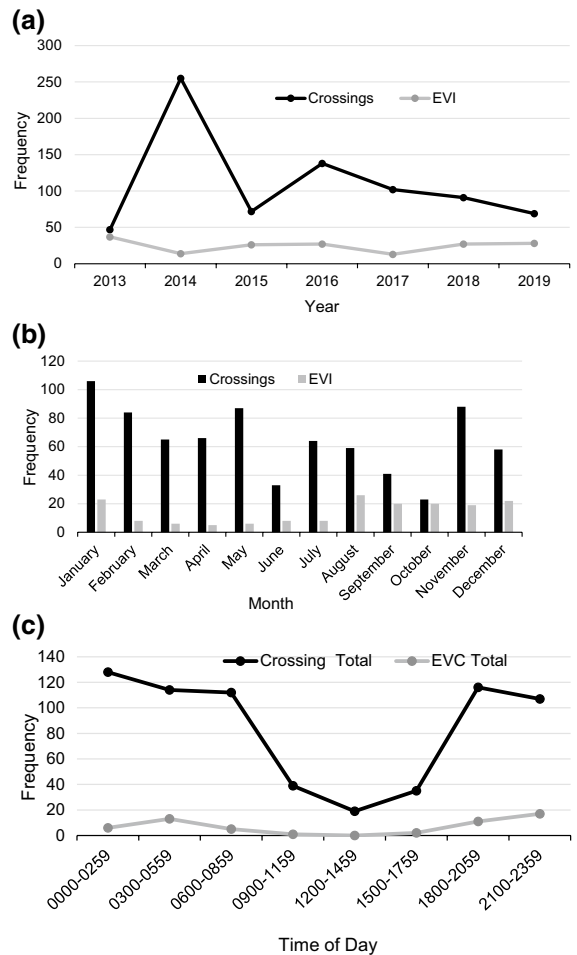 (a)
300
250
200
150
100
50
0
Frequency
Crossings EVI
2013 2014 2015 2016 2017 2018 2019
Year
(b)
120
100
80
60
40
20
0
Frequency
Crossings EVI
January February March April May June July August September October November December
Month
(c)
140
120
100
80
60
40
20
0
Frequency
Crossing Total EVC Total
0000-0259 0300-0559 0600-0859 0900-1159 1200-1459 1500-1759 1800-2059 2100-2359
Time of Day